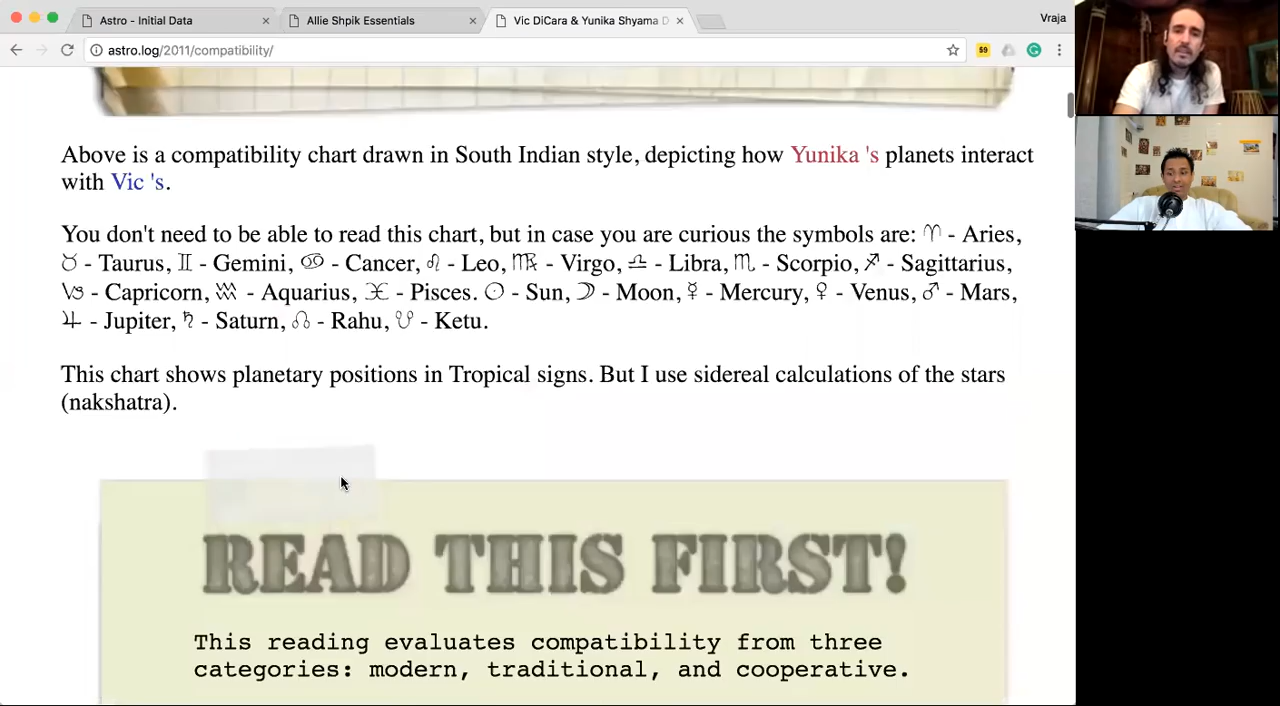 Astro - Initial Data
Allie Shpik Essentials
Vic DiCara & Yunika Shyama D
Vraja
astro.log/2011/compatibility/
59
Above is a compatibility chart drawn in South Indian style, depicting how Yunika 's planets interact
with Vic 's.
You don't need to be able to read this chart, but in case you are curious the symbols are: ♈ - Aries,
♉ - Taurus, ♊ - Gemini, ♋ - Cancer, ♌ - Leo, ♍ - Virgo, ♎ - Libra, ♏ - Scorpio, ♐ - Sagittarius,
♑ - Capricorn, ♒ - Aquarius, ♓ - Pisces. ☉ - Sun, ☽ - Moon, ☿ - Mercury, ♀ - Venus, ♂ - Mars,
♃ - Jupiter, ♄ - Saturn, ☊ - Rahu, ☋ - Ketu.
This chart shows planetary positions in Tropical signs. But I use sidereal calculations of the stars
(nakshatra).
READ THIS FIRST!
This reading evaluates compatibility from three
categories: modern, traditional, and cooperative.